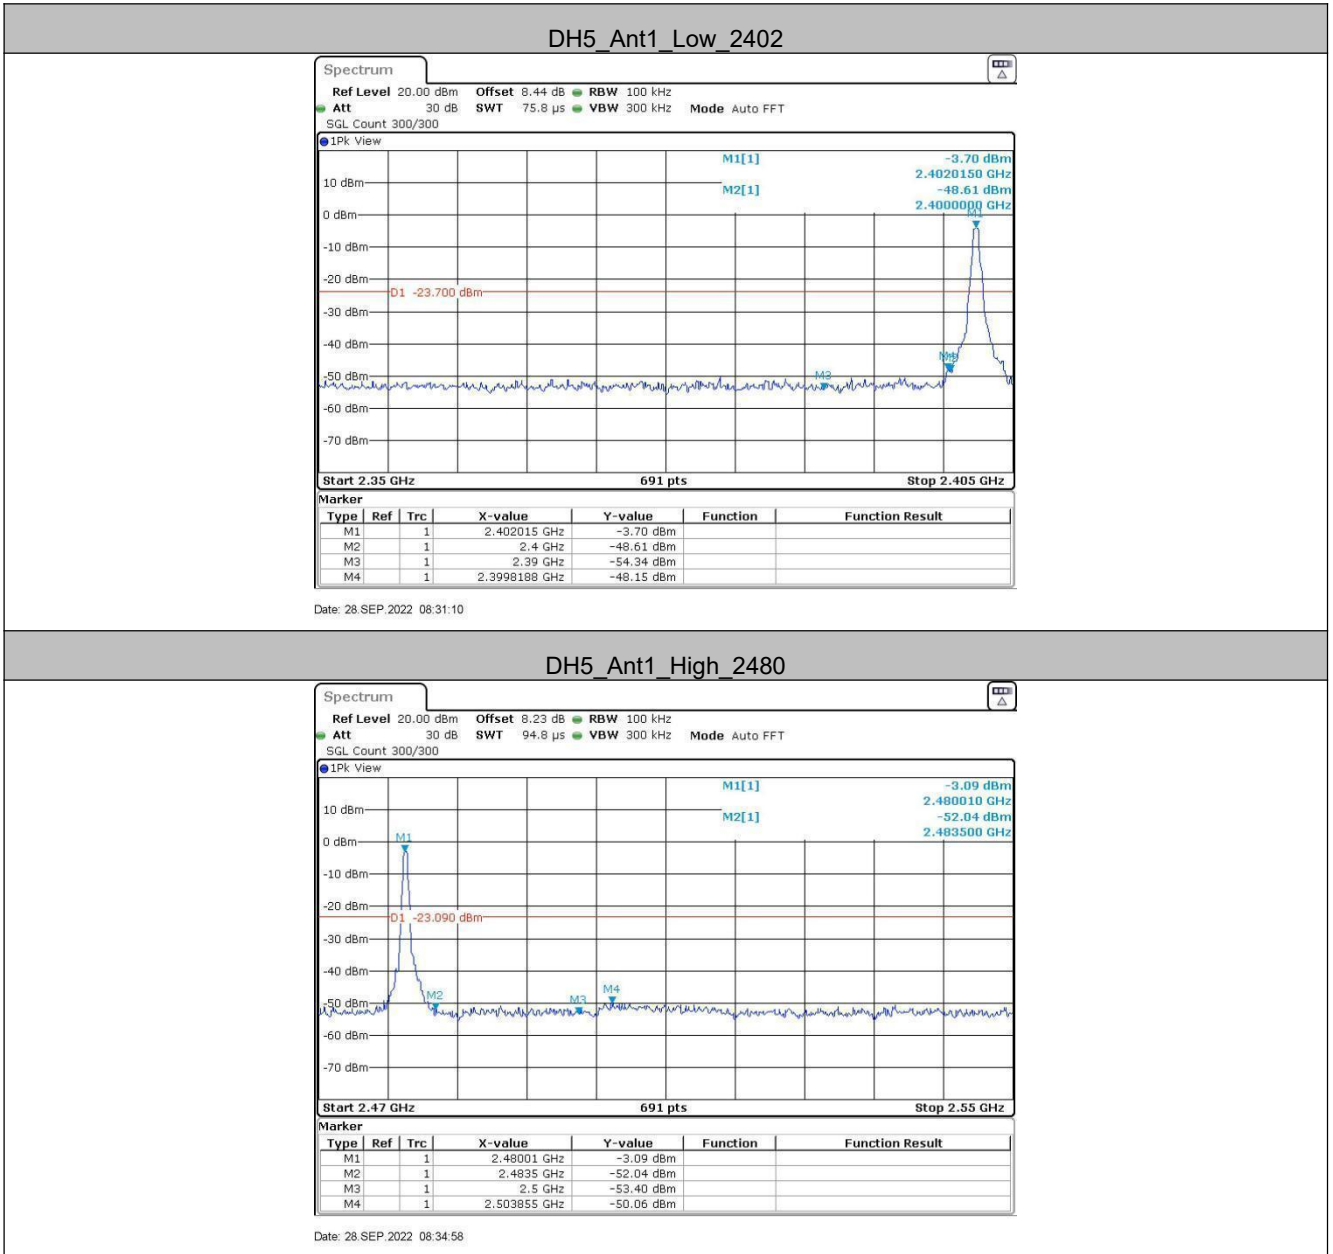 DH5_Ant1_Low_2402
Spectrum
Ref Level 20.00 dBm Offset 8.44 dB RBW 100 kHz
Att 30 dB SWT 75.8 µs VBW 300 kHz Mode Auto FFT
SGL Count 300/300
1Pk View
M1[1] -3.70 dBm
2.4020150 GHz
10 dBm
M2[1] -48.61 dBm
2.4000000 GHz
0 dBm
M1
-10 dBm
-20 dBm
D1 -23.700 dBm
-30 dBm
-40 dBm
M3
-50 dBm
-60 dBm
-70 dBm
Start 2.35 GHz 691 pts Stop 2.405 GHz
Marker
Type Ref Trc X-value Y-value Function Function Result
M1 1 2.402015 GHz -3.70 dBm
M2 1 2.4 GHz -48.61 dBm
M3 1 2.39 GHz -54.34 dBm
M4 1 2.3998188 GHz -48.15 dBm
Date: 28.SEP.2022 08:31:10
DH5_Ant1_High_2480
Spectrum
Ref Level 20.00 dBm Offset 8.23 dB RBW 100 kHz
Att 30 dB SWT 94.8 µs VBW 300 kHz Mode Auto FFT
SGL Count 300/300
1Pk View
M1[1] -3.09 dBm
2.480010 GHz
10 dBm
M2[1] -52.04 dBm
2.483500 GHz
0 dBm
M1
-10 dBm
-20 dBm
D1 -23.090 dBm
-30 dBm
-40 dBm
M2 M3 M4
-50 dBm
-60 dBm
-70 dBm
Start 2.47 GHz 691 pts Stop 2.55 GHz
Marker
Type Ref Trc X-value Y-value Function Function Result
M1 1 2.48001 GHz -3.09 dBm
M2 1 2.4835 GHz -52.04 dBm
M3 1 2.5 GHz -53.40 dBm
M4 1 2.503855 GHz -50.06 dBm
Date: 28.SEP.2022 08:34:58